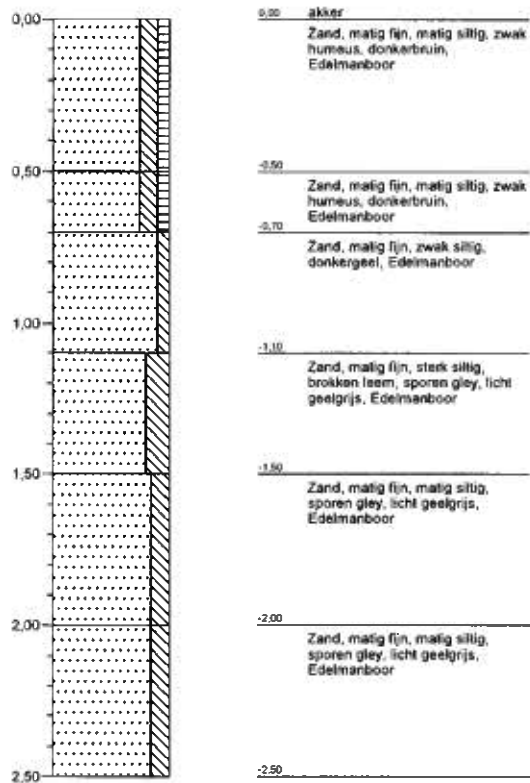 0,00
0,50
1,00
1,50
2,00
2,50
0,00 akker
Zand, matig fijn, matig siltig, zwak
humeus, donkerbruin,
Edelmanboor
-0,50
Zand, matig fijn, matig siltig, zwak
humeus, donkerbruin,
Edelmanboor
-0,70
Zand, matig fijn, zwak siltig,
donkergeel, Edelmanboor
-1,10
Zand, matig fijn, sterk siltig,
brokken leem, sporen gley, licht
geelgrijs, Edelmanboor
-1,50
Zand, matig fijn, matig siltig,
sporen gley, licht geelgrijs,
Edelmanboor
-2,00
Zand, matig fijn, matig siltig,
sporen gley, licht geelgrijs,
Edelmanboor
-2,50